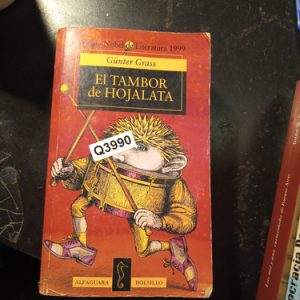 Premio Nobel de Literatura 1999
Günter Grass
El TAMBOR
de HOJALATA
Q3990
ALFAGUARA
BOLSILLO